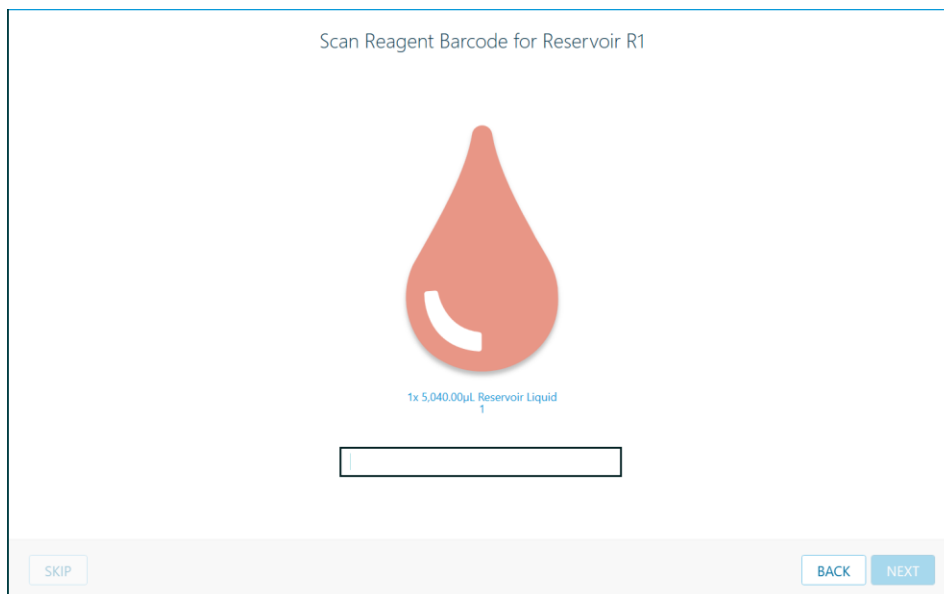 Scan Reagent Barcode for Reservoir R1
1x 5,040.00µL Reservoir Liquid
1
SKIP
BACK
NEXT